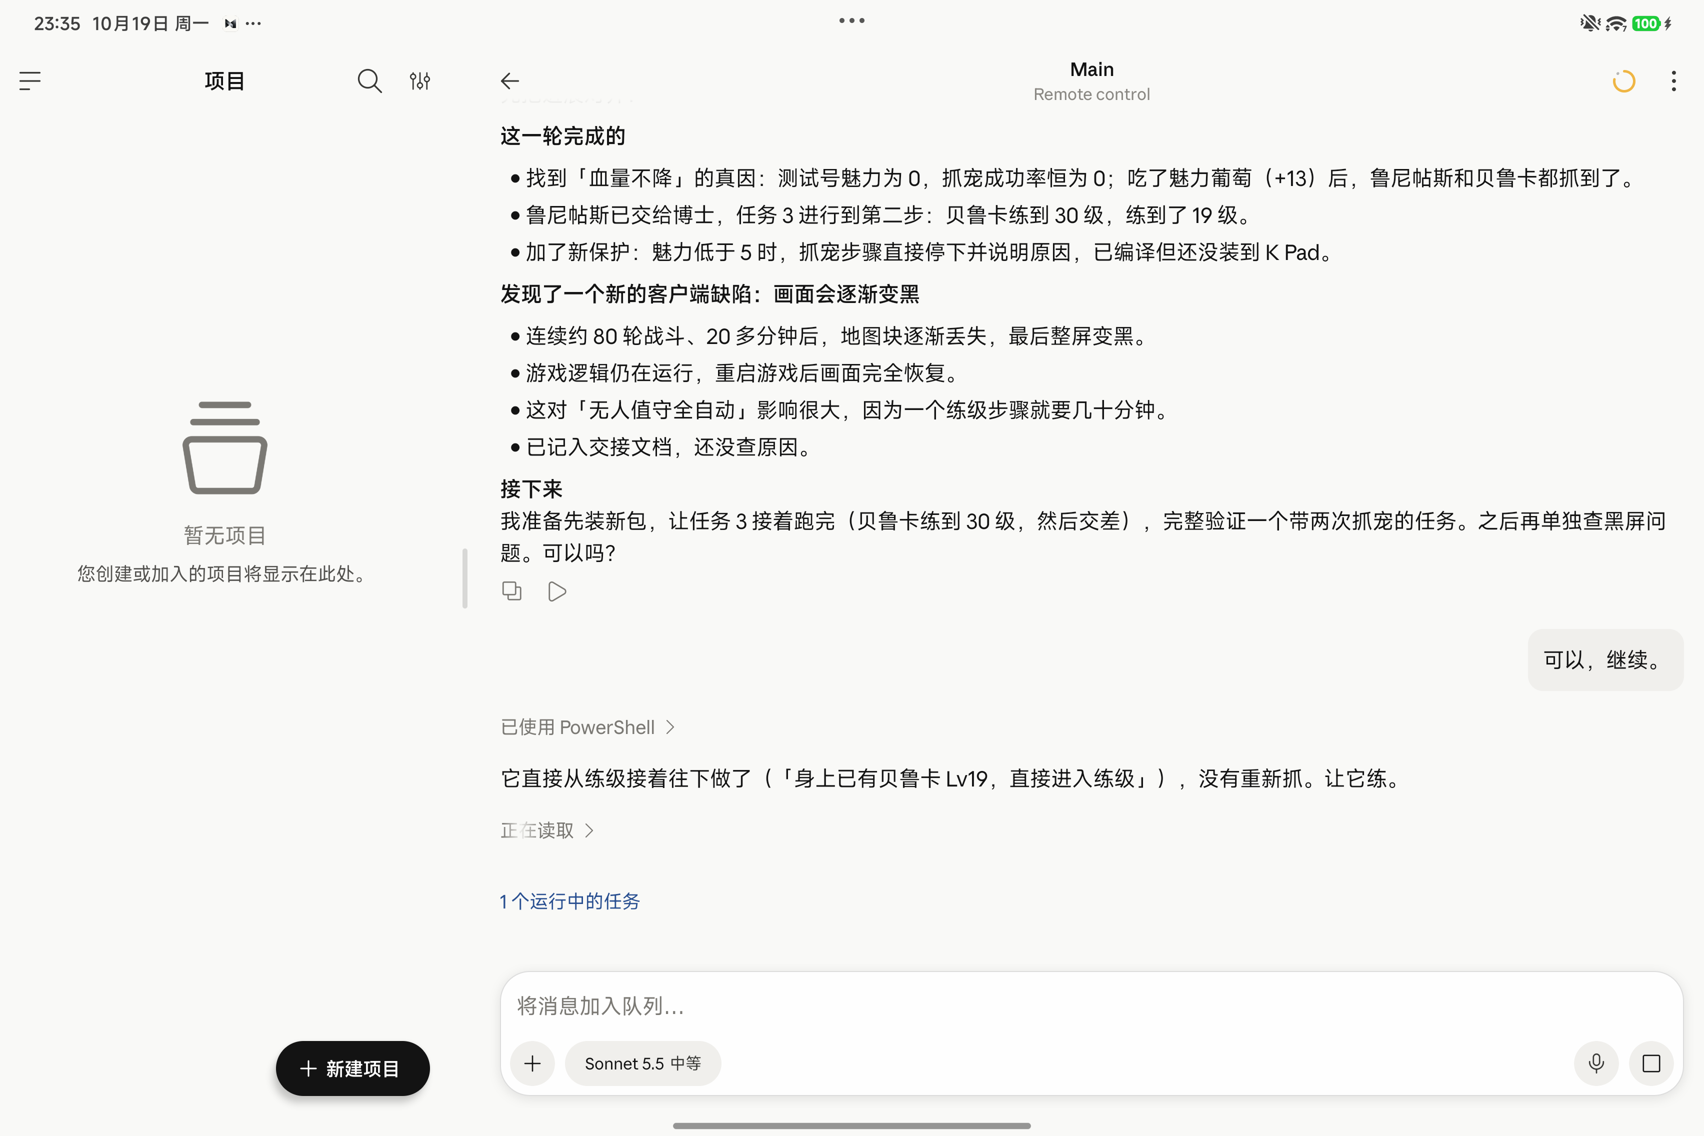 23:35 10月19日 周一
100
项目
Main
Remote control
这一轮完成的
找到「血量不降」的真因：测试号魅力为 0，抓宠成功率恒为 0；吃了魅力葡萄（+13）后，鲁尼帖斯和贝鲁卡都抓到了。
鲁尼帖斯已交给博士，任务 3 进行到第二步：贝鲁卡练到 30 级，练到了 19 级。
加了新保护：魅力低于 5 时，抓宠步骤直接停下并说明原因，已编译但还没装到 K Pad。
发现了一个新的客户端缺陷：画面会逐渐变黑
连续约 80 轮战斗、20 多分钟后，地图块逐渐丢失，最后整屏变黑。
游戏逻辑仍在运行，重启游戏后画面完全恢复。
这对「无人值守全自动」影响很大，因为一个练级步骤就要几十分钟。
已记入交接文档，还没查原因。
接下来
我准备先装新包，让任务 3 接着跑完（贝鲁卡练到 30 级，然后交差），完整验证一个带两次抓宠的任务。之后再单独查黑屏问
题。可以吗？
可以，继续。
已使用 PowerShell
它直接从练级接着往下做了（「身上已有贝鲁卡 Lv19，直接进入练级」），没有重新抓。让它练。
正在读取
1 个运行中的任务
暂无项目
您创建或加入的项目将显示在此处。
新建项目
将消息加入队列...
Sonnet 5.5 中等